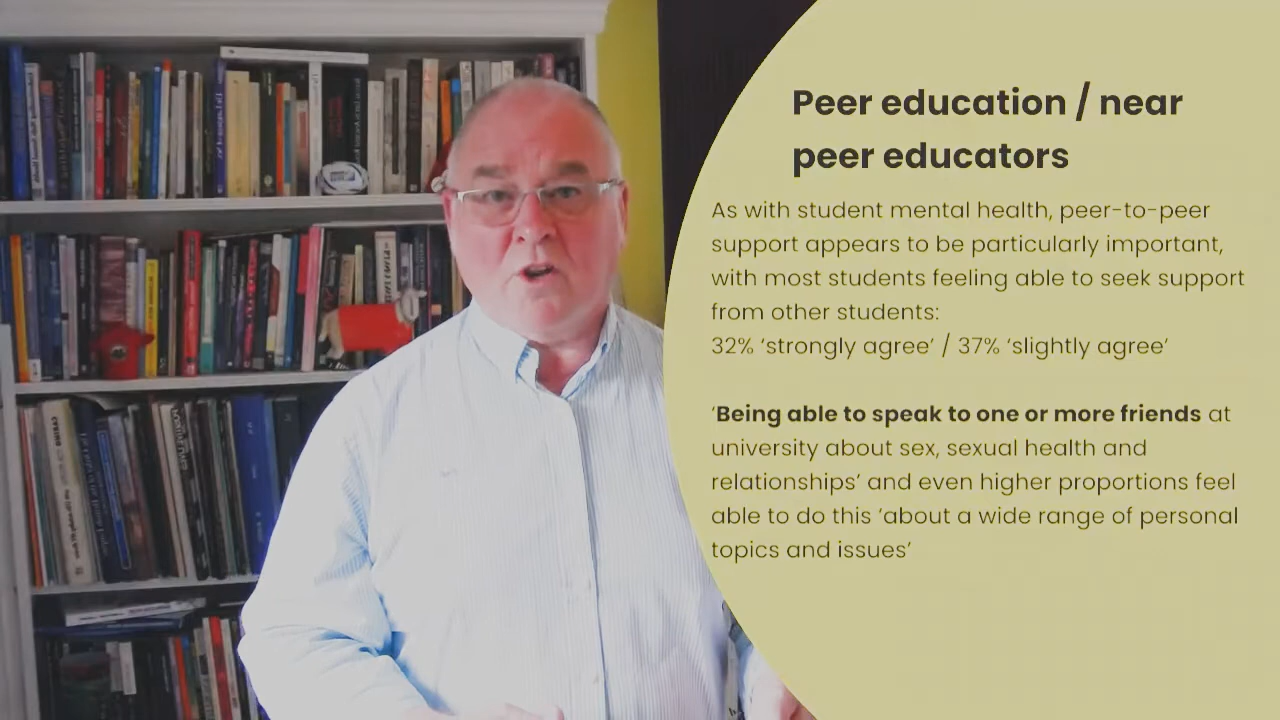 Peer education / near
peer educators
As with student mental health, peer-to-peer
support appears to be particularly important,
with most students feeling able to seek support
from other students:
32% ‘strongly agree’ / 37% ‘slightly agree’
‘Being able to speak to one or more friends at
university about sex, sexual health and
relationships’ and even higher proportions feel
able to do this ‘about a wide range of personal
topics and issues’